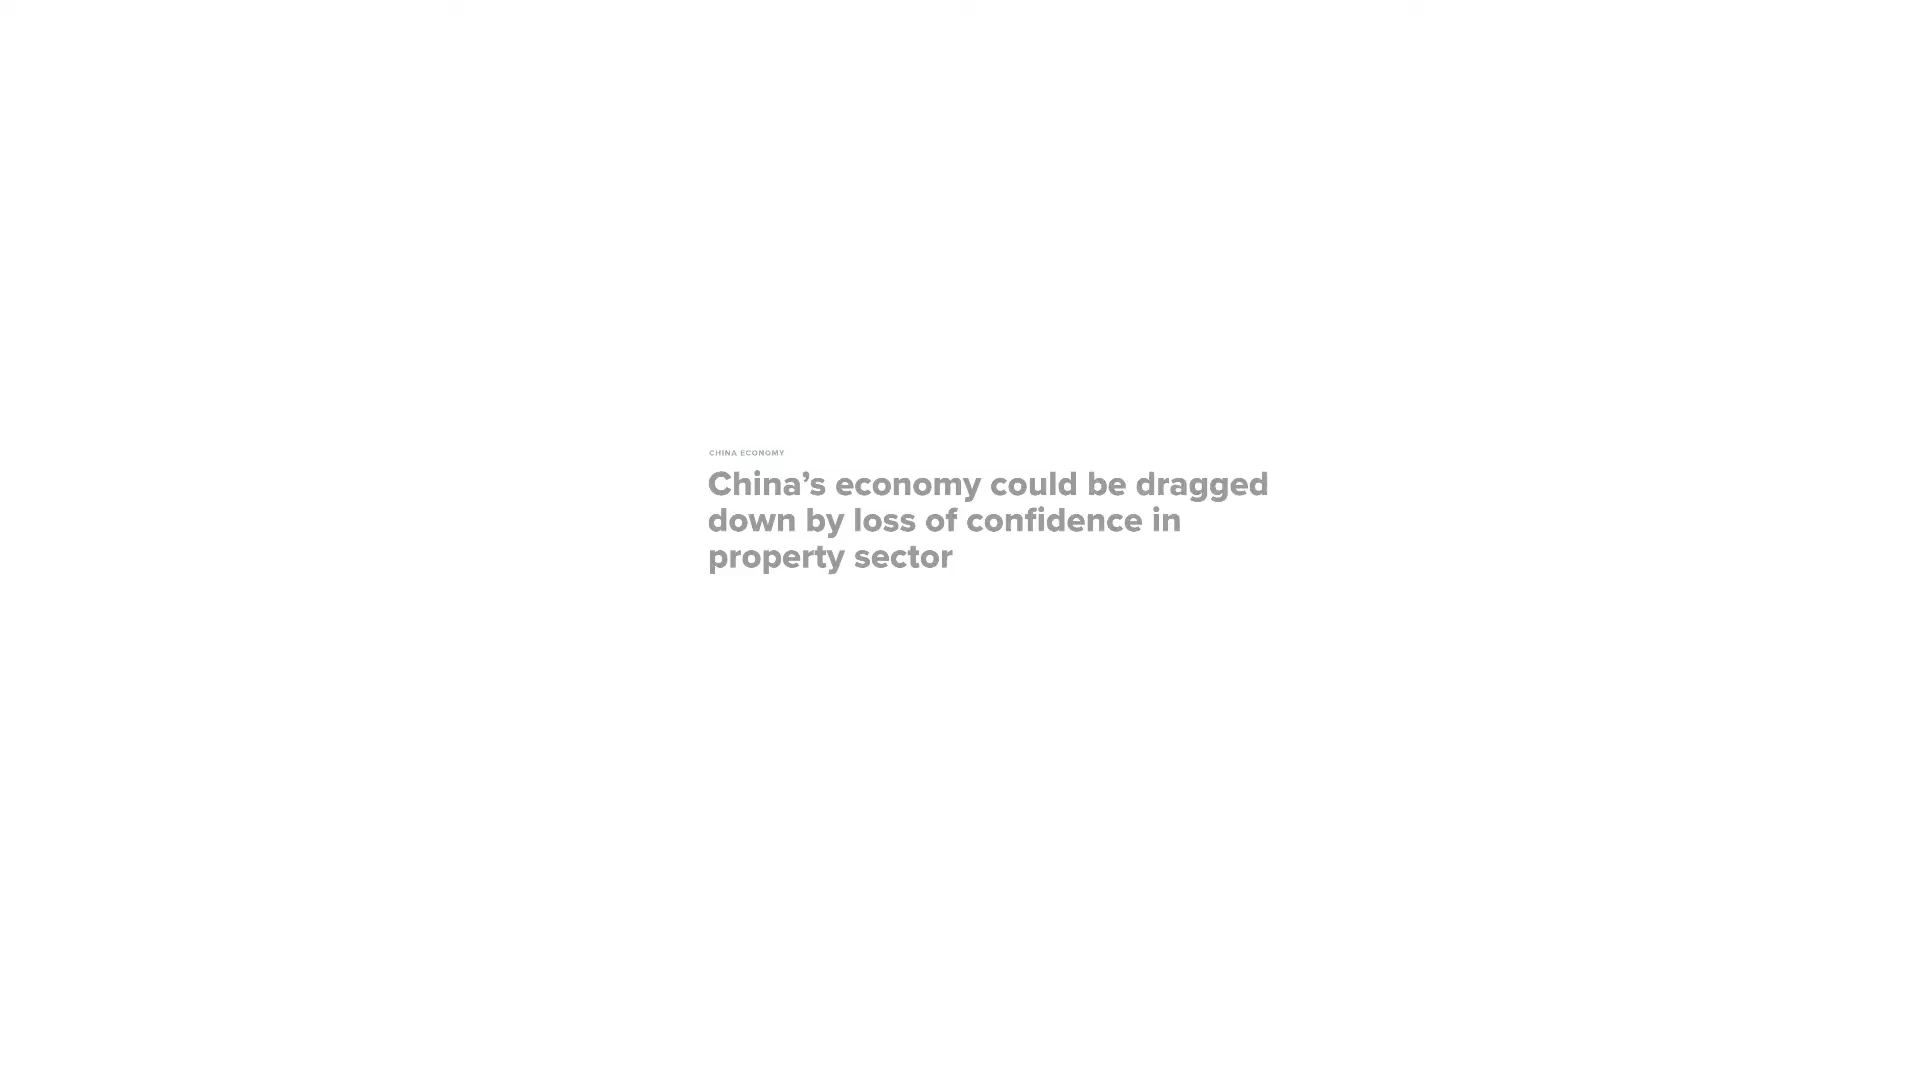 CHINA ECONOMY
China’s economy could be dragged
down by loss of confidence in
property sector